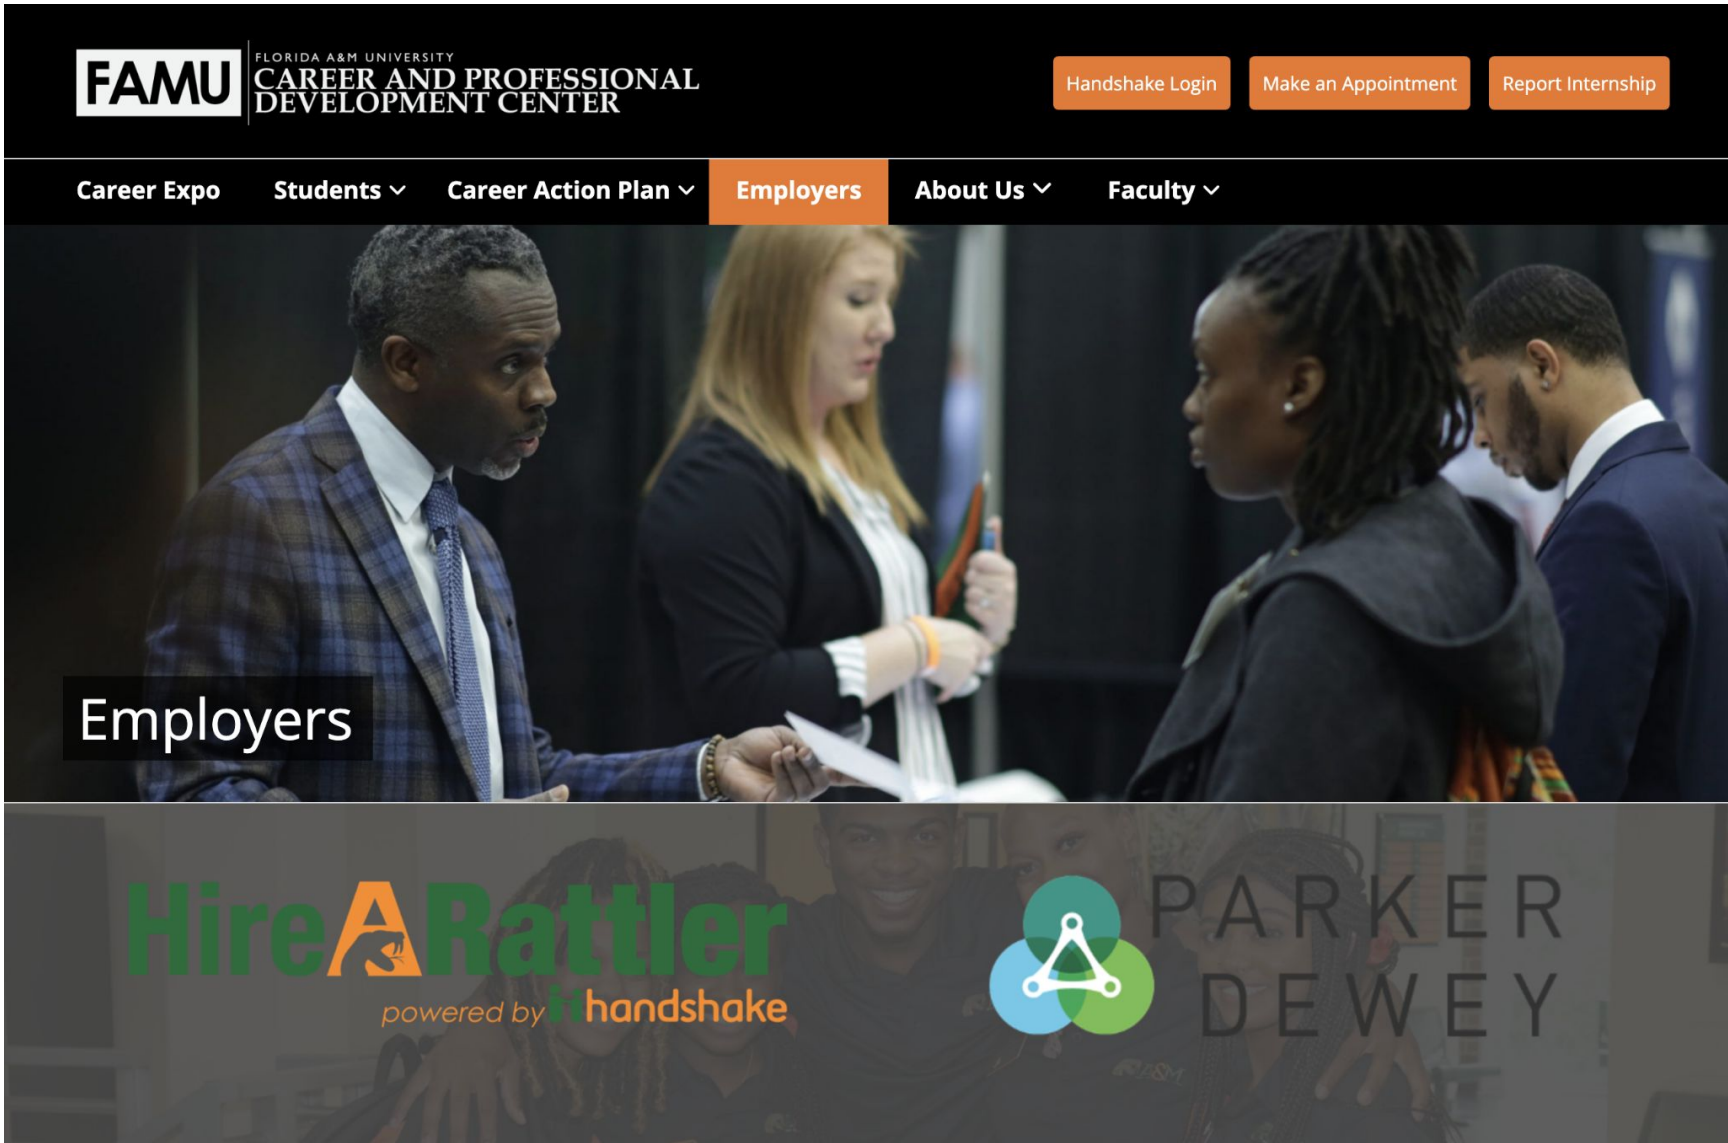 FAMU
FLORIDA A&M UNIVERSITY
CAREER AND PROFESSIONAL
DEVELOPMENT CENTER
Handshake Login
Make an Appointment
Report Internship
Career Expo
Students
Career Action Plan
Employers
About Us
Faculty
Employers
HireARattler
powered by handshake
PARKER
DEWEY